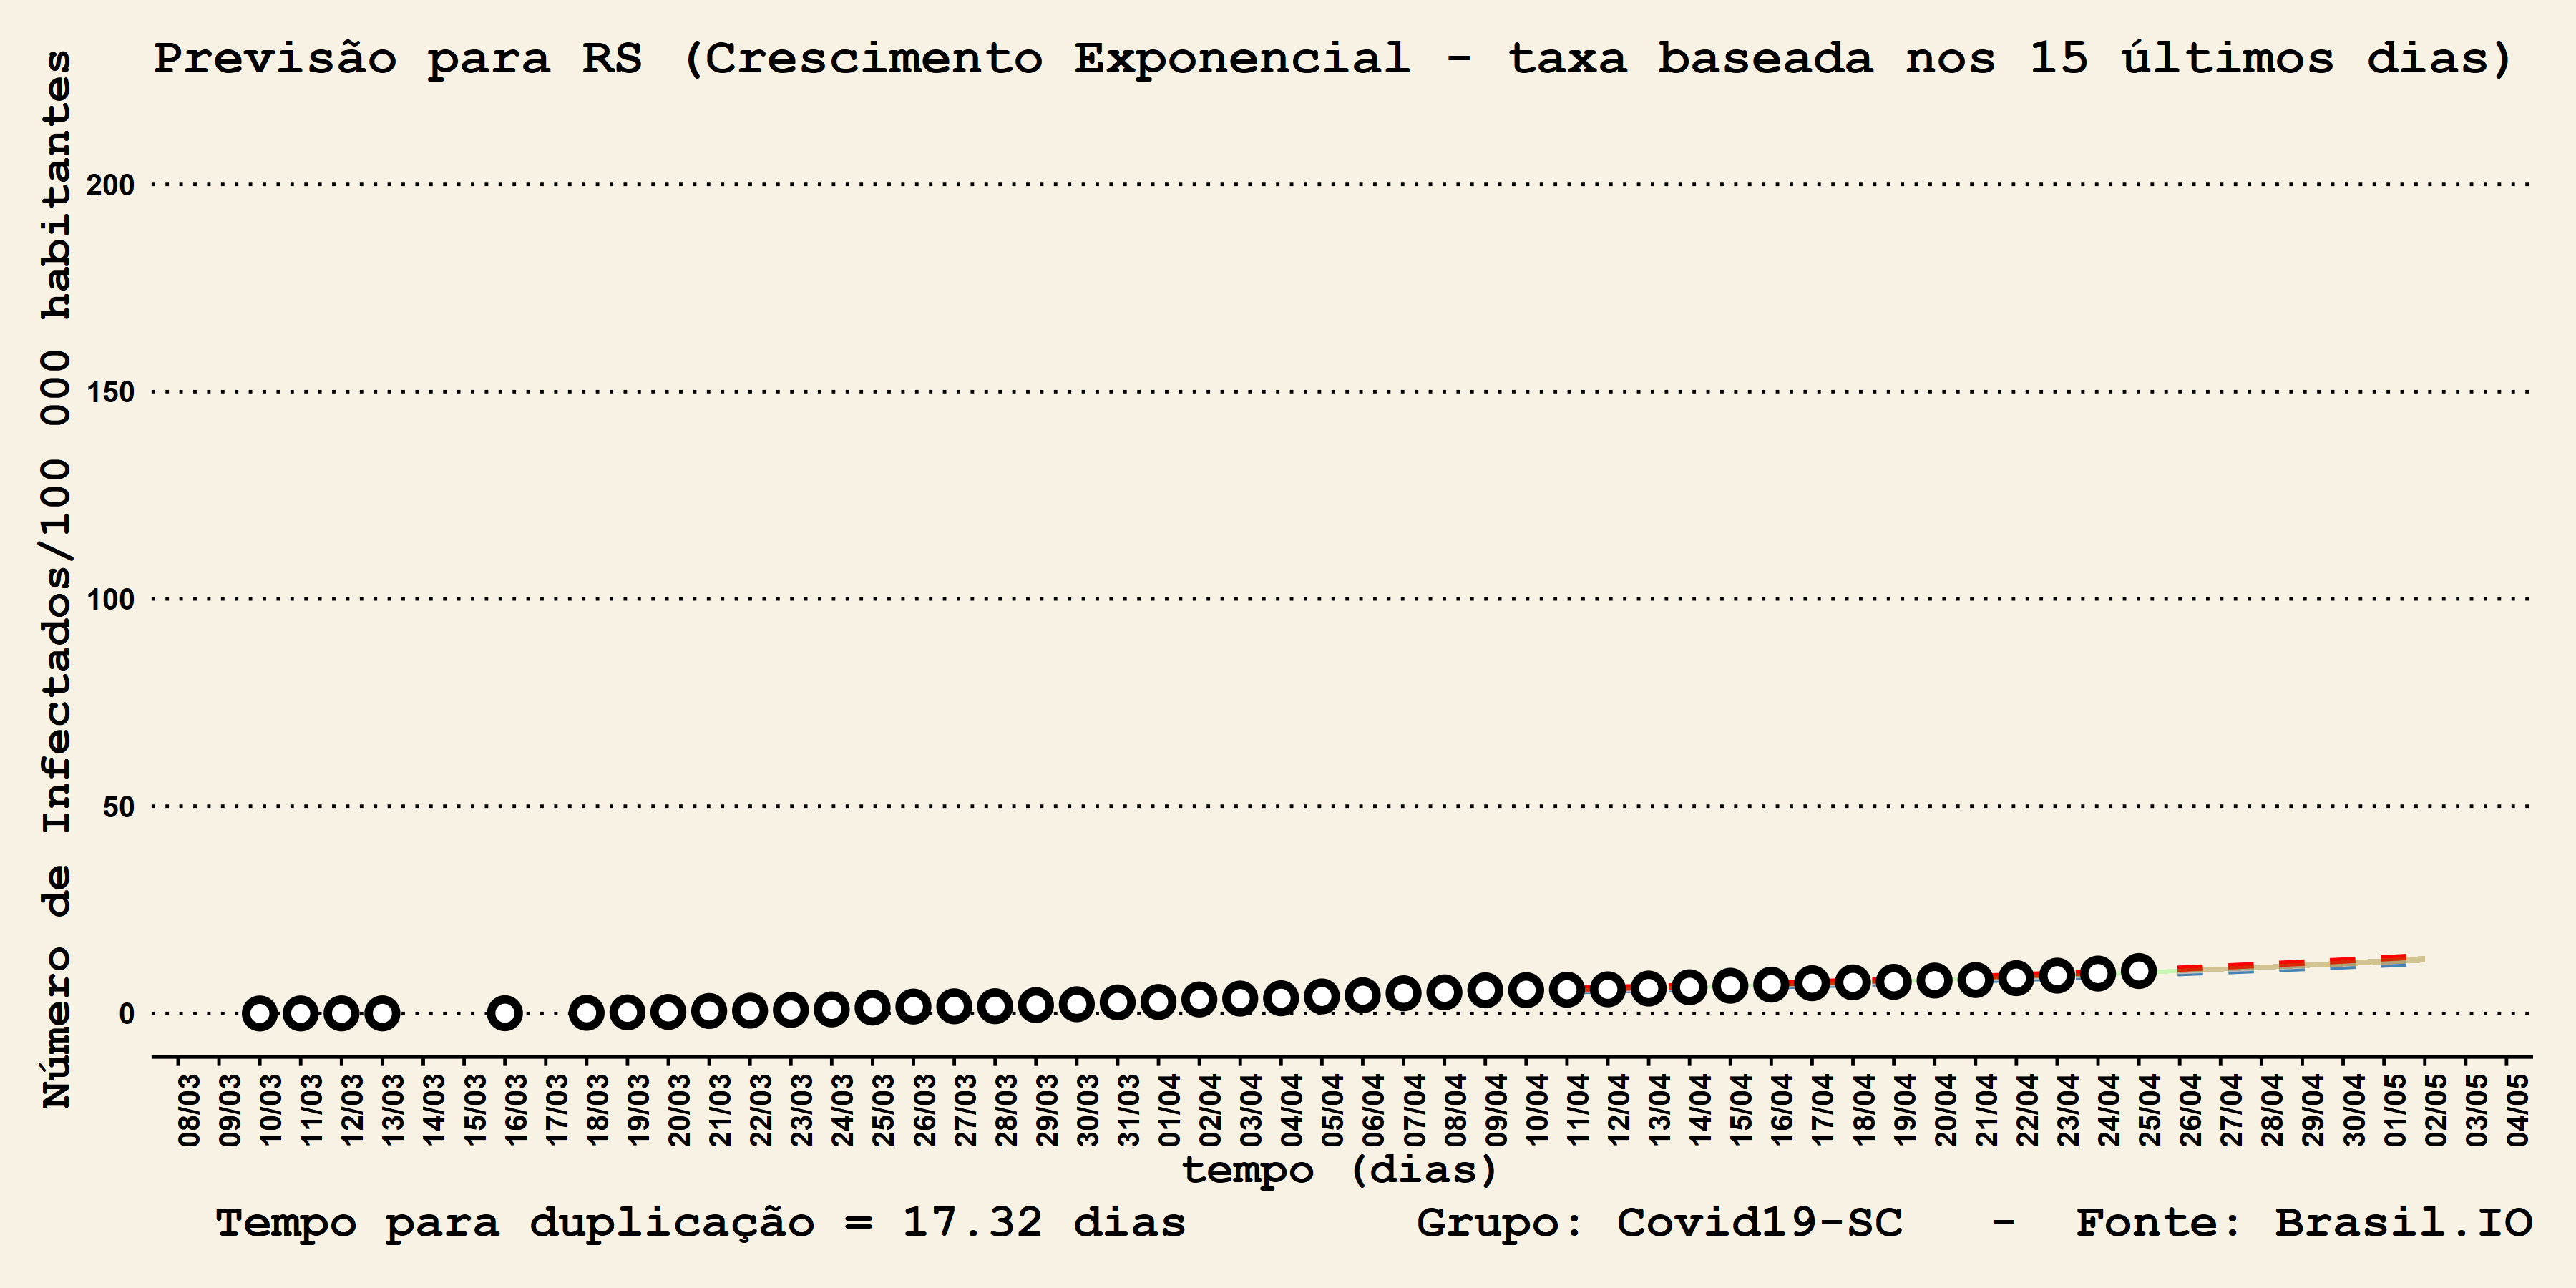 Previsão para RS (Crescimento Exponencial - taxa baseada nos 15 últimos dias)
Número de Infectados/100 000 habitantes
200
150
100
50
0
08/03 09/03 10/03 11/03 12/03 13/03 14/03 15/03 16/03 17/03 18/03 19/03 20/03 21/03 22/03 23/03 24/03 25/03 26/03 27/03 28/03 29/03 30/03 31/03 01/04 02/04 03/04 04/04 05/04 06/04 07/04 08/04 09/04 10/04 11/04 12/04 13/04 14/04 15/04 16/04 17/04 18/04 19/04 20/04 21/04 22/04 23/04 24/04 25/04 26/04 27/04 28/04 29/04 30/04 01/05 02/05 03/05 04/05
tempo (dias)
Tempo para duplicação = 17.32 dias Grupo: Covid19-SC - Fonte: Brasil.IO